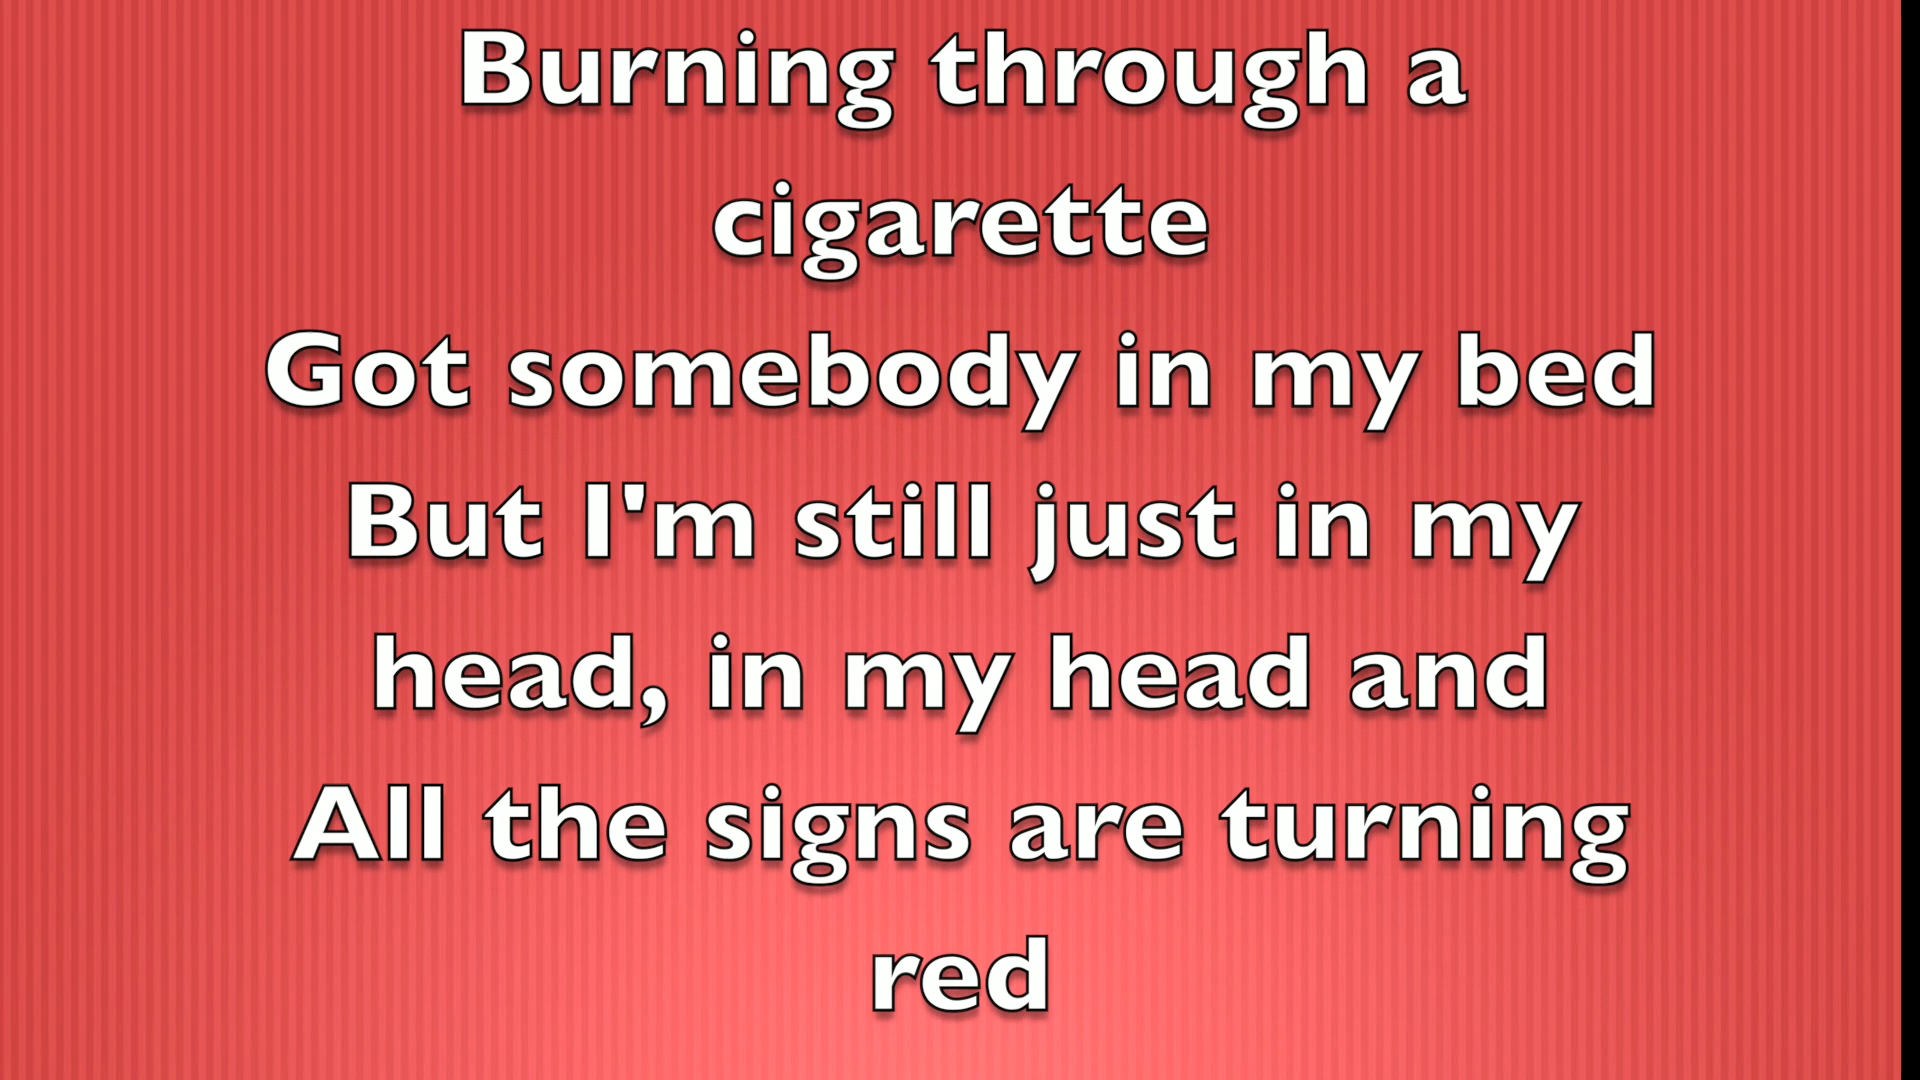 Burning through a
cigarette
Got somebody in my bed
But I'm still just in my
head, in my head and
All the signs are turning
red